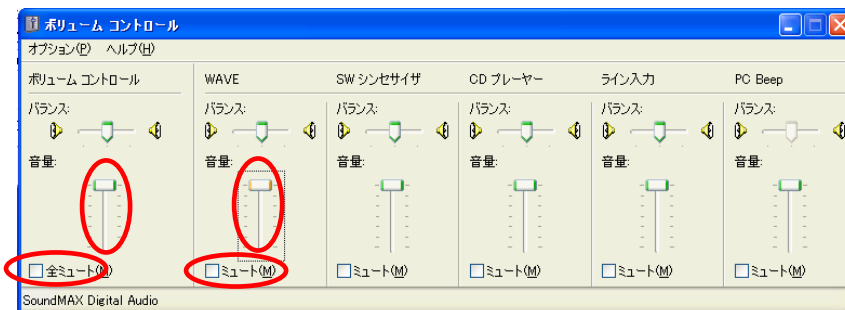 ボリューム コントロール
オプション(P) ヘルプ(H)
ボリューム コントロール WAVE SW シンセサイザ CD プレーヤー ライン入力 PC Beep
バランス: バランス: バランス: バランス: バランス: バランス:
音量: 音量: 音量: 音量: 音量: 音量:
全ミュート(M) ミュート(M) ミュート(M) ミュート(M) ミュート(M) ミュート(M)
SoundMAX Digital Audio